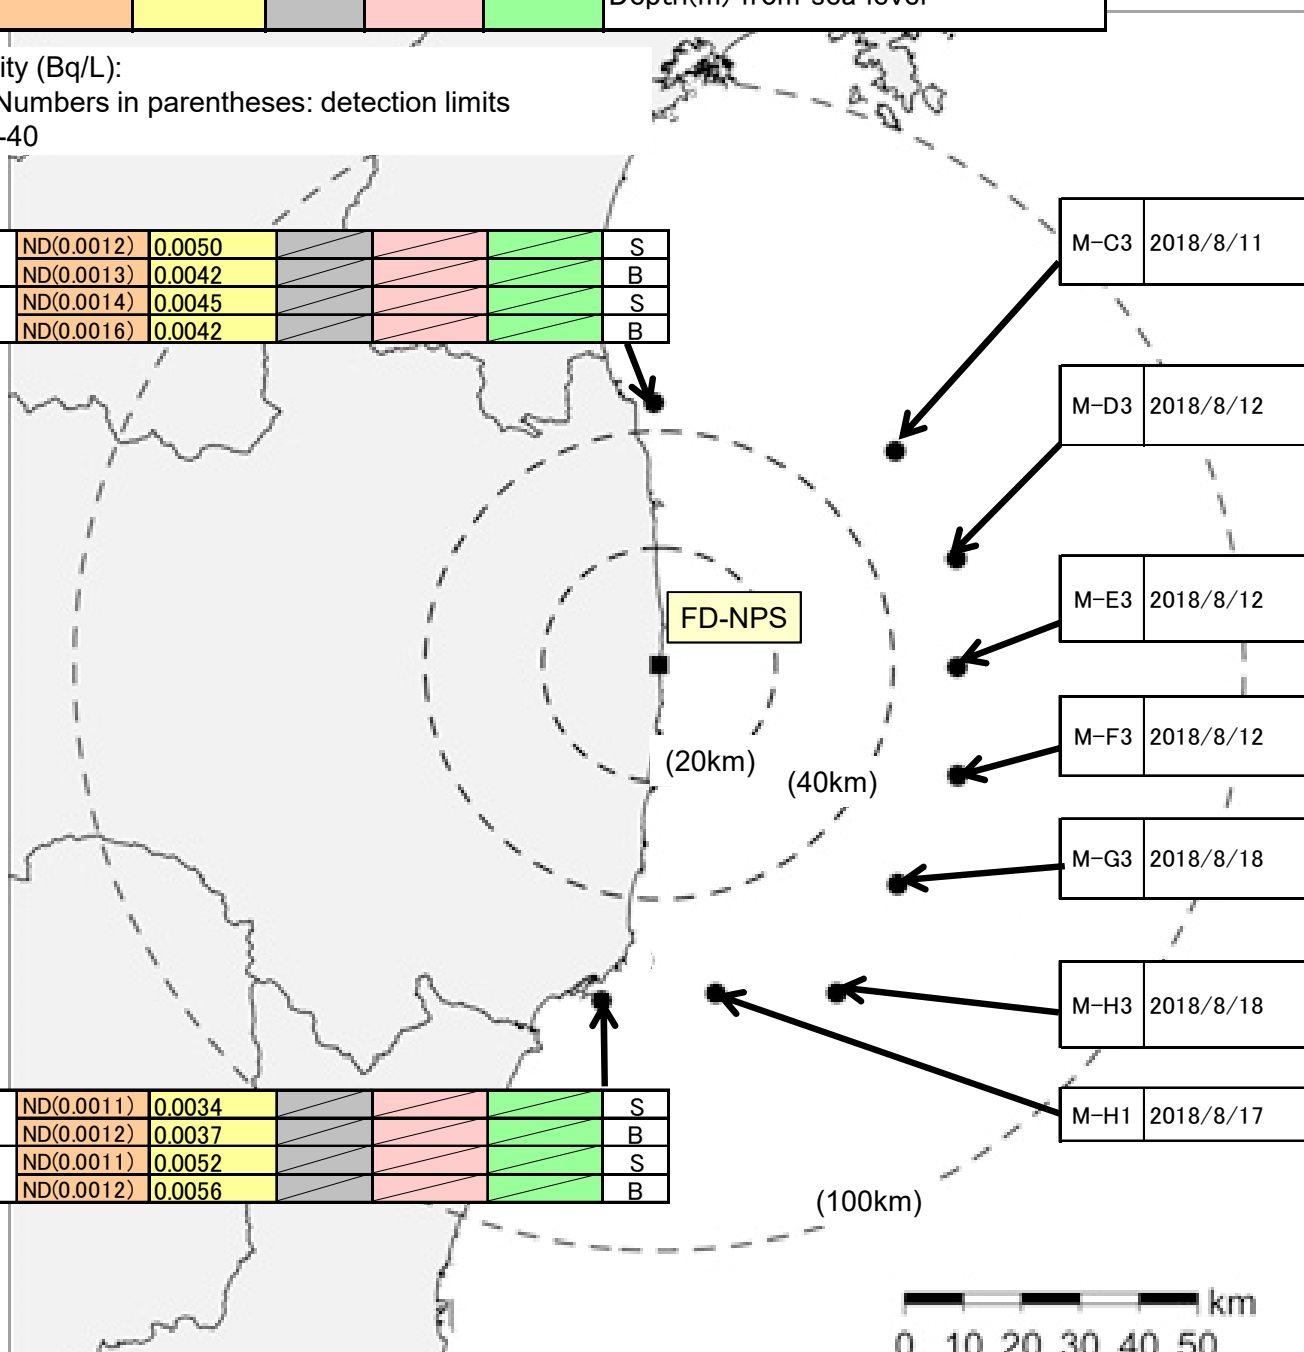 Depth(m) from sea level
ity (Bq/L):
Numbers in parentheses: detection limits
-40
M-C3 2018/8/11
ND(0.0012) 0.0050 S
ND(0.0013) 0.0042 B
ND(0.0014) 0.0045 S
ND(0.0016) 0.0042 B
M-D3 2018/8/12
M-E3 2018/8/12
FD-NPS
M-F3 2018/8/12
(20km)
(40km)
M-G3 2018/8/18
M-H3 2018/8/18
M-H1 2018/8/17
ND(0.0011) 0.0034 S
ND(0.0012) 0.0037 B
ND(0.0011) 0.0052 S
ND(0.0012) 0.0056 B
(100km)
km
0 10 20 30 40 50